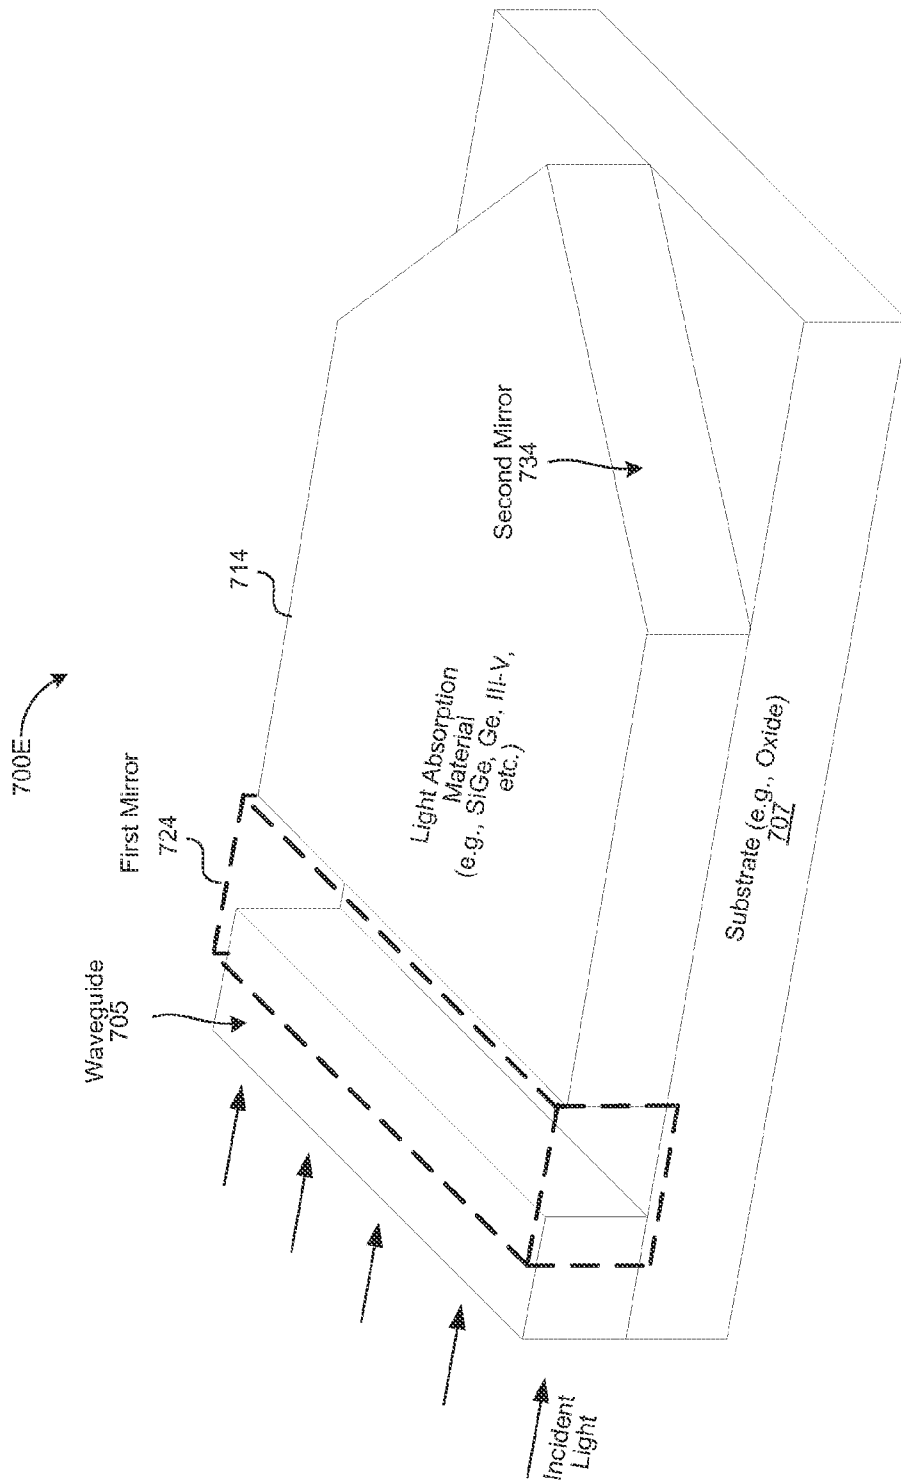 700E
First Mirror
724
Waveguide
705
714
Second Mirror
734
Light Absorption
Material
(e.g., SiGe, Ge, III-V,
etc.)
Substrate (e.g., Oxide)
707
Incident
Light